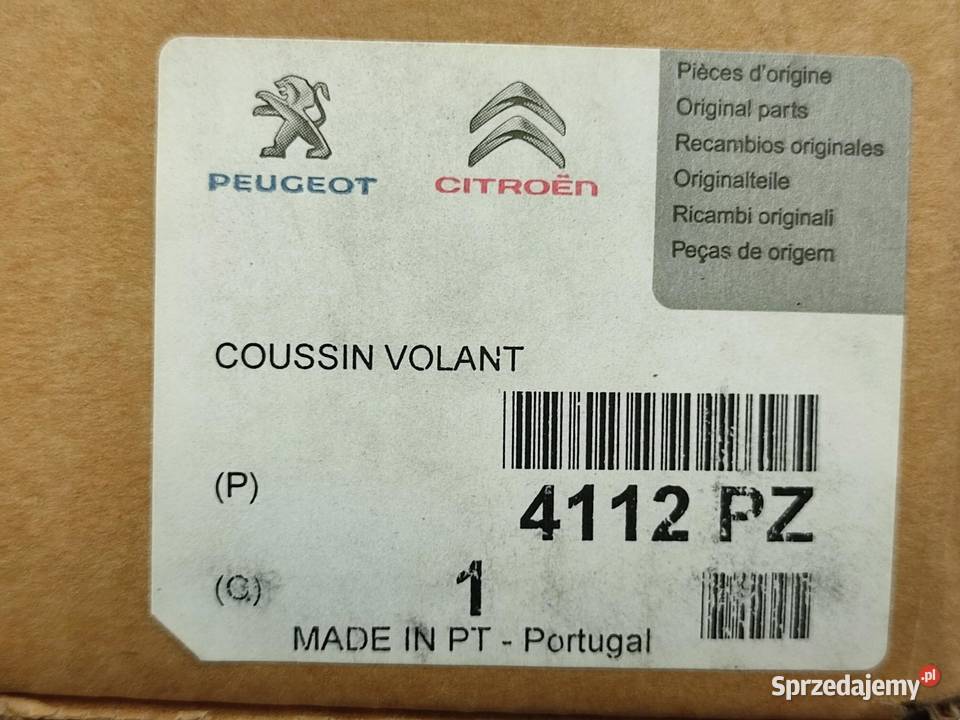 PEUGEOT
CITROËN
Pièces d'origine
Original parts
Recambios originales
Originalteile
Ricambi originali
Peças de origem
COUSSIN VOLANT
(P)
4112 PZ
(Q)
1
MADE IN PT - Portugal
Sprzedajemy.pl